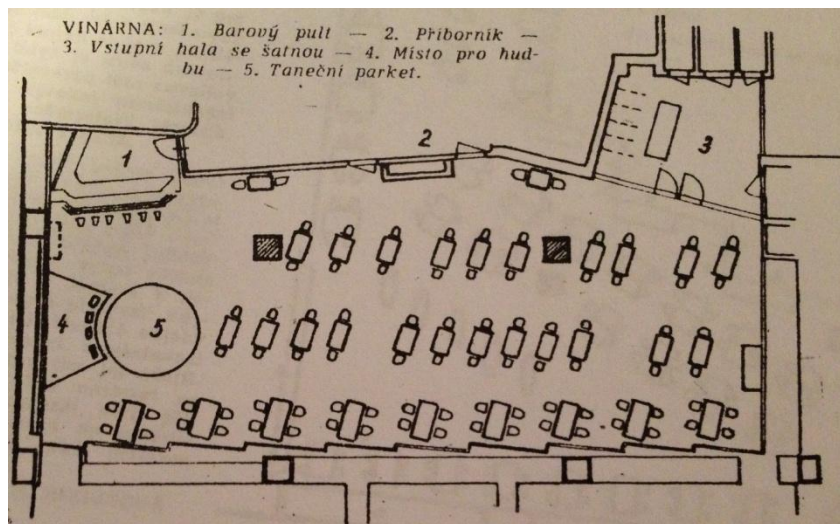 VINÁRNA: 1. Barový pult — 2. Příborník —
3. Vstupní hala se šatnou — 4. Místo pro hud-
bu — 5. Taneční parket.
1
2
3
4
5